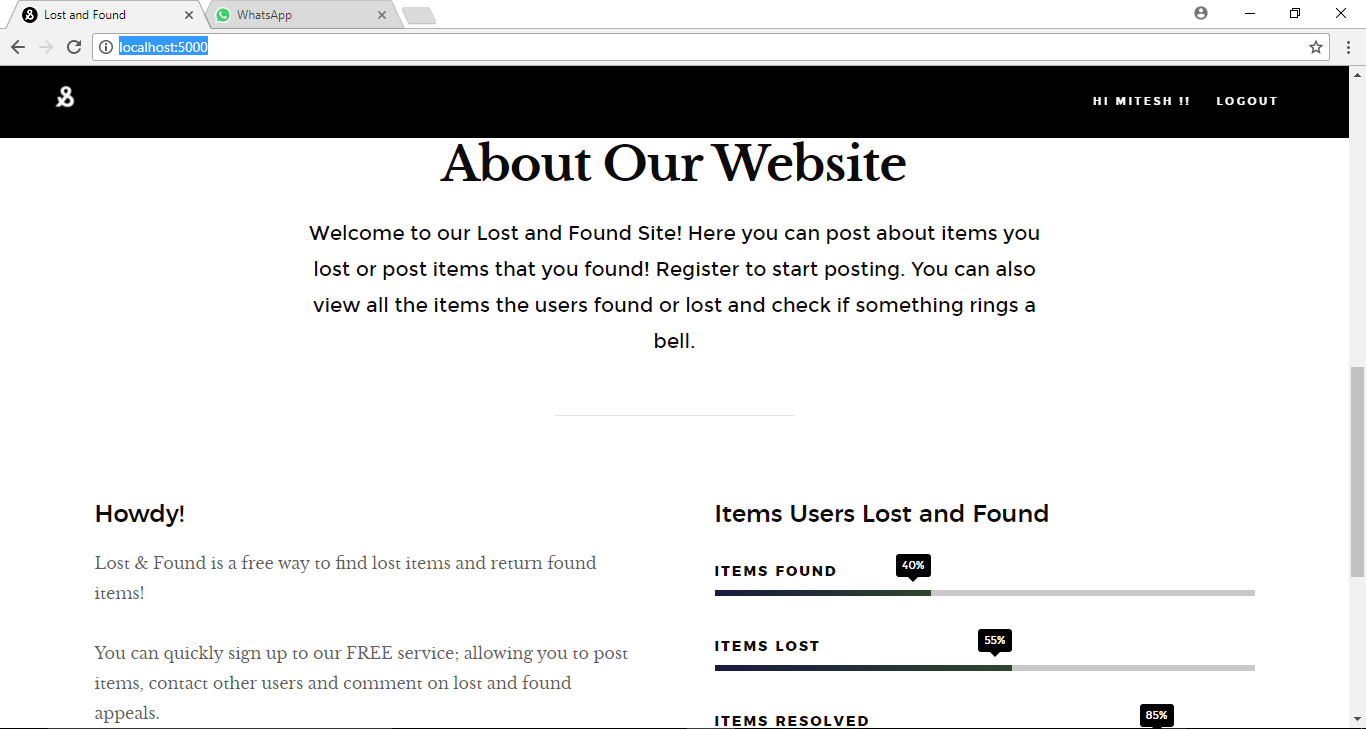 Lost and Found
WhatsApp
localhost:5000
HI MITESH !! LOGOUT
About Our Website
Welcome to our Lost and Found Site! Here you can post about items you
lost or post items that you found! Register to start posting. You can also
view all the items the users found or lost and check if something rings a
bell.
Howdy!
Lost & Found is a free way to find lost items and return found
items!
You can quickly sign up to our FREE service; allowing you to post
items, contact other users and comment on lost and found
appeals.
Items Users Lost and Found
ITEMS FOUND 40%
ITEMS LOST 55%
ITEMS RESOLVED 85%